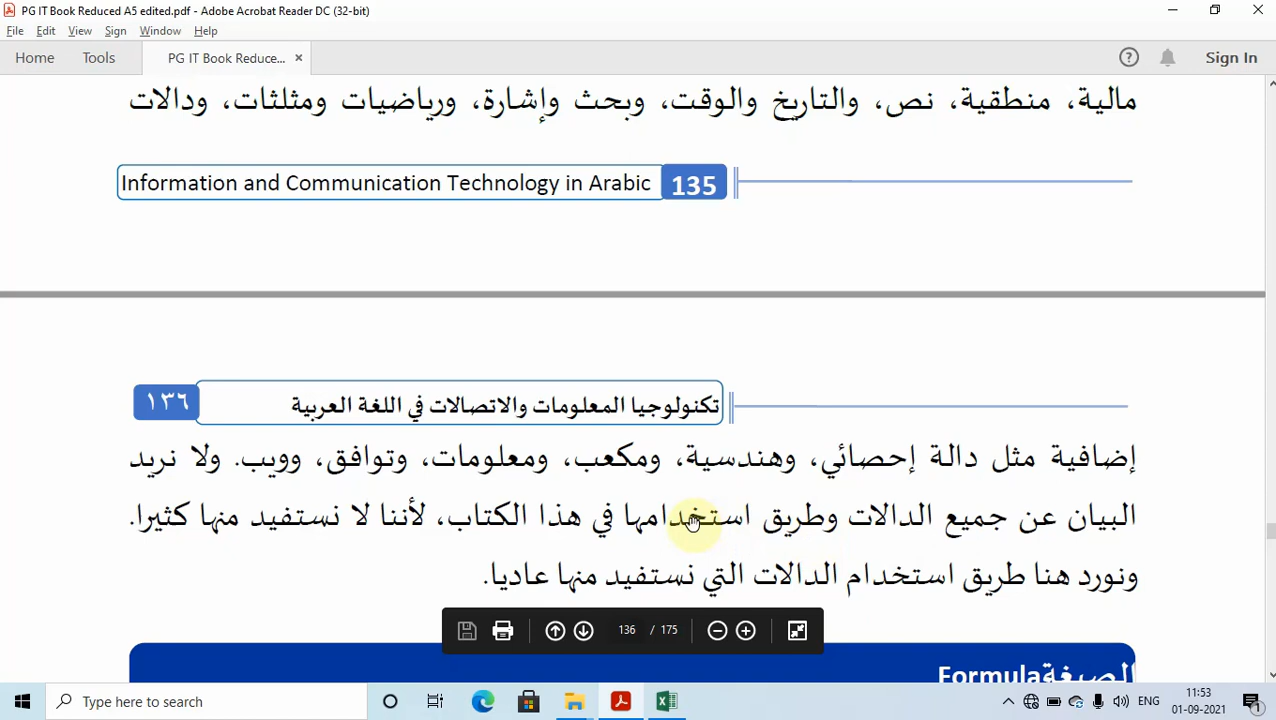 PG IT Book Reduced A5 edited.pdf - Adobe Acrobat Reader DC (32-bit)
File Edit View Sign Window Help
Home Tools PG IT Book Reduce... × Sign In
مالية، منطقية، نص، والتاريخ والوقت، وبحث وإشارة، ورياضيات ومثلثات، ودالات
Information and Communication Technology in Arabic 135
تكنولوجيا المعلومات والاتصالات في اللغة العربية ١٣٦
إضافية مثل دالة إحصائي، وهندسية، ومكعب، ومعلومات، وتوافق، وويب. ولا نريد
البيان عن جميع الدالات وطريق استخدامها في هذا الكتاب، لأننا لا نستفيد منها كثيرا.
ونورد هنا طريق استخدام الدالات التي نستفيد منها عاديا.
136 / 175
الصيغة Formula
Type here to search
ENG 11:53
01-09-2021